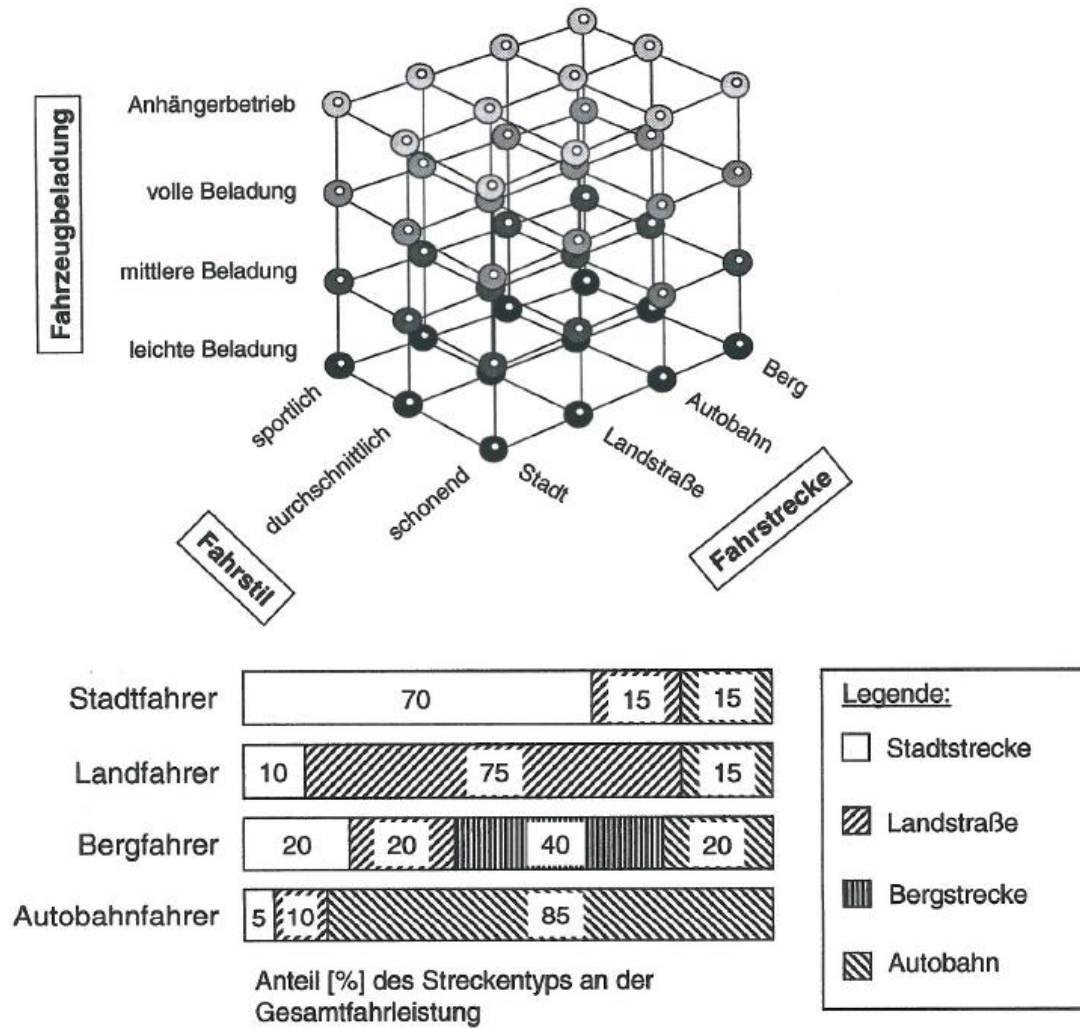 Fahrzeugbeladung
Anhängerbetrieb
volle Beladung
mittlere Beladung
leichte Beladung
sportlich
durchschnittlich
schonend
Fahrstil
Stadt
Landstraße
Autobahn
Berg
Fahrstrecke
Stadtfahrer 70 15 15
Landfahrer 10 75 15
Bergfahrer 20 20 40 20
Autobahnfahrer 5 10 85
Anteil [%] des Streckentyps an der
Gesamtfahrleistung
Legende:
Stadtstrecke
Landstraße
Bergstrecke
Autobahn